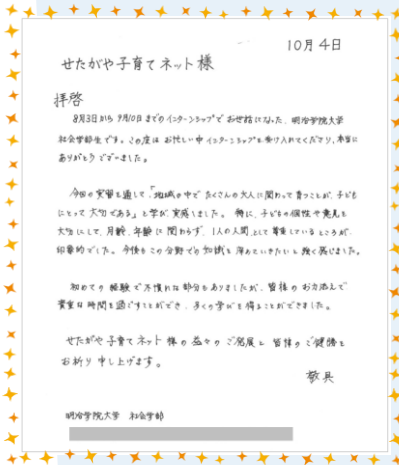 10月4日
せたがや子育てネット様
拝啓
8月3日から9月10日までのインターンシップでお世話になった、明治学院大学
社会学部生です。この度はお忙しい中インターンシップを受け入れてくださり、本当に
ありがとうございました。
今回の実習を通して、「地域の中でたくさんの大人に関わって育つことが、子ども
にとって大切である」と学び、実感しました。特に、子どもの個性や意見を
大切にして、月齢、年齢に関わらず、1人の人間として尊重しているところが
印象的でした。今後もこの分野での知識を深めていきたいと強く感じました。
初めての経験で不慣れな部分もありましたが、皆様のお力添えで
貴重な時間を過ごすことができ、多くの学びを得ることができました。
せたがや子育てネット様の益々のご発展と皆様のご健勝を
お祈り申し上げます。
敬具
明治学院大学 社会学部